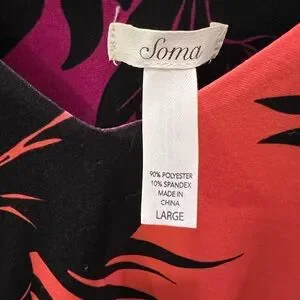 Soma
90% POLYESTER
10% SPANDEX
MADE IN
CHINA
LARGE